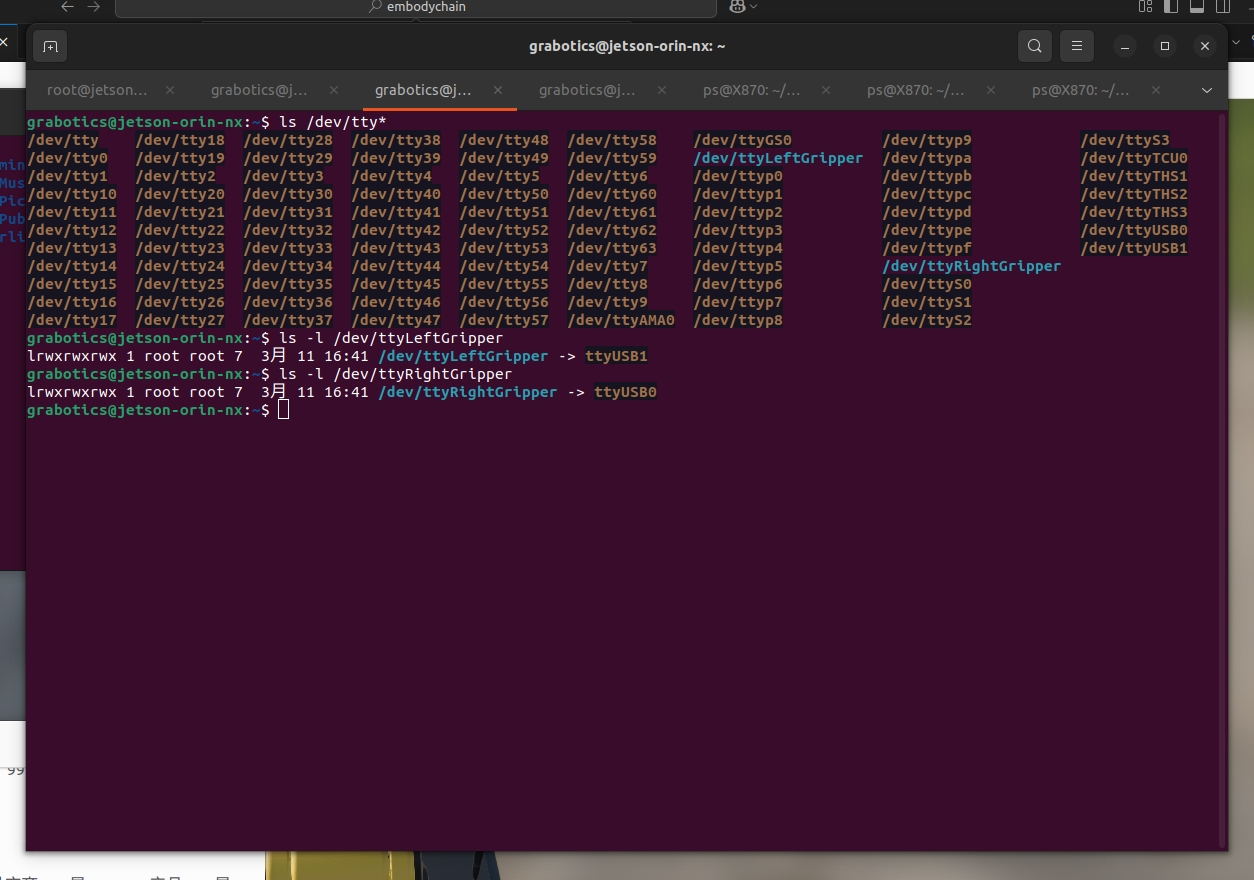 embodychain
grabotics@jetson-orin-nx: ~
root@jetson... grabotics@j... grabotics@j... grabotics@j... ps@X870: ~/... ps@X870: ~/... ps@X870: ~/...
grabotics@jetson-orin-nx:~$ ls /dev/tty*
/dev/tty /dev/tty18 /dev/tty28 /dev/tty38 /dev/tty48 /dev/tty58 /dev/ttyGS0 /dev/ttyp9 /dev/ttyS3
/dev/tty0 /dev/tty19 /dev/tty29 /dev/tty39 /dev/tty49 /dev/tty59 /dev/ttyLeftGripper /dev/ttypa /dev/ttyTCU0
/dev/tty1 /dev/tty2 /dev/tty3 /dev/tty4 /dev/tty5 /dev/tty6 /dev/ttyp0 /dev/ttypb /dev/ttyTHS1
/dev/tty10 /dev/tty20 /dev/tty30 /dev/tty40 /dev/tty50 /dev/tty60 /dev/ttyp1 /dev/ttypc /dev/ttyTHS2
/dev/tty11 /dev/tty21 /dev/tty31 /dev/tty41 /dev/tty51 /dev/tty61 /dev/ttyp2 /dev/ttypd /dev/ttyTHS3
/dev/tty12 /dev/tty22 /dev/tty32 /dev/tty42 /dev/tty52 /dev/tty62 /dev/ttyp3 /dev/ttype /dev/ttyUSB0
/dev/tty13 /dev/tty23 /dev/tty33 /dev/tty43 /dev/tty53 /dev/tty63 /dev/ttyp4 /dev/ttypf /dev/ttyUSB1
/dev/tty14 /dev/tty24 /dev/tty34 /dev/tty44 /dev/tty54 /dev/tty7 /dev/ttyp5 /dev/ttyRightGripper
/dev/tty15 /dev/tty25 /dev/tty35 /dev/tty45 /dev/tty55 /dev/tty8 /dev/ttyp6 /dev/ttyS0
/dev/tty16 /dev/tty26 /dev/tty36 /dev/tty46 /dev/tty56 /dev/tty9 /dev/ttyp7 /dev/ttyS1
/dev/tty17 /dev/tty27 /dev/tty37 /dev/tty47 /dev/tty57 /dev/ttyAMA0 /dev/ttyp8 /dev/ttyS2
grabotics@jetson-orin-nx:~$ ls -l /dev/ttyLeftGripper
lrwxrwxrwx 1 root root 7 3月 11 16:41 /dev/ttyLeftGripper -> ttyUSB1
grabotics@jetson-orin-nx:~$ ls -l /dev/ttyRightGripper
lrwxrwxrwx 1 root root 7 3月 11 16:41 /dev/ttyRightGripper -> ttyUSB0
grabotics@jetson-orin-nx:~$
min
Mus
Pic
Pub
rli
99